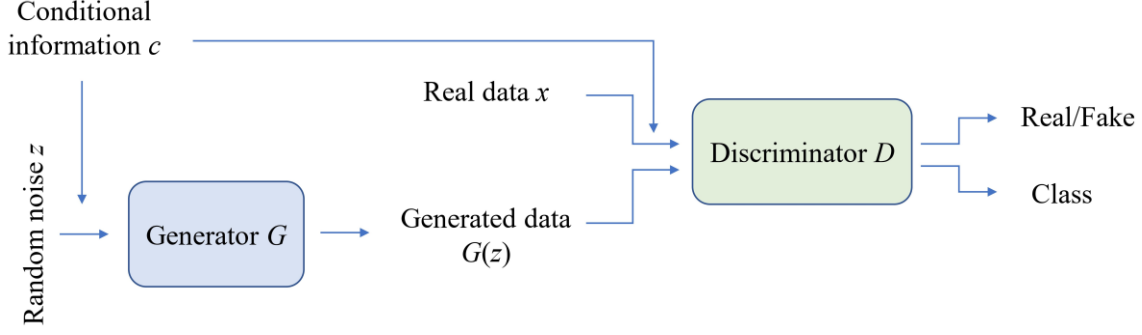 Conditional
information c
Real data x
Real/Fake
Discriminator D
Class
Random noise z
Generator G
Generated data
G(z)